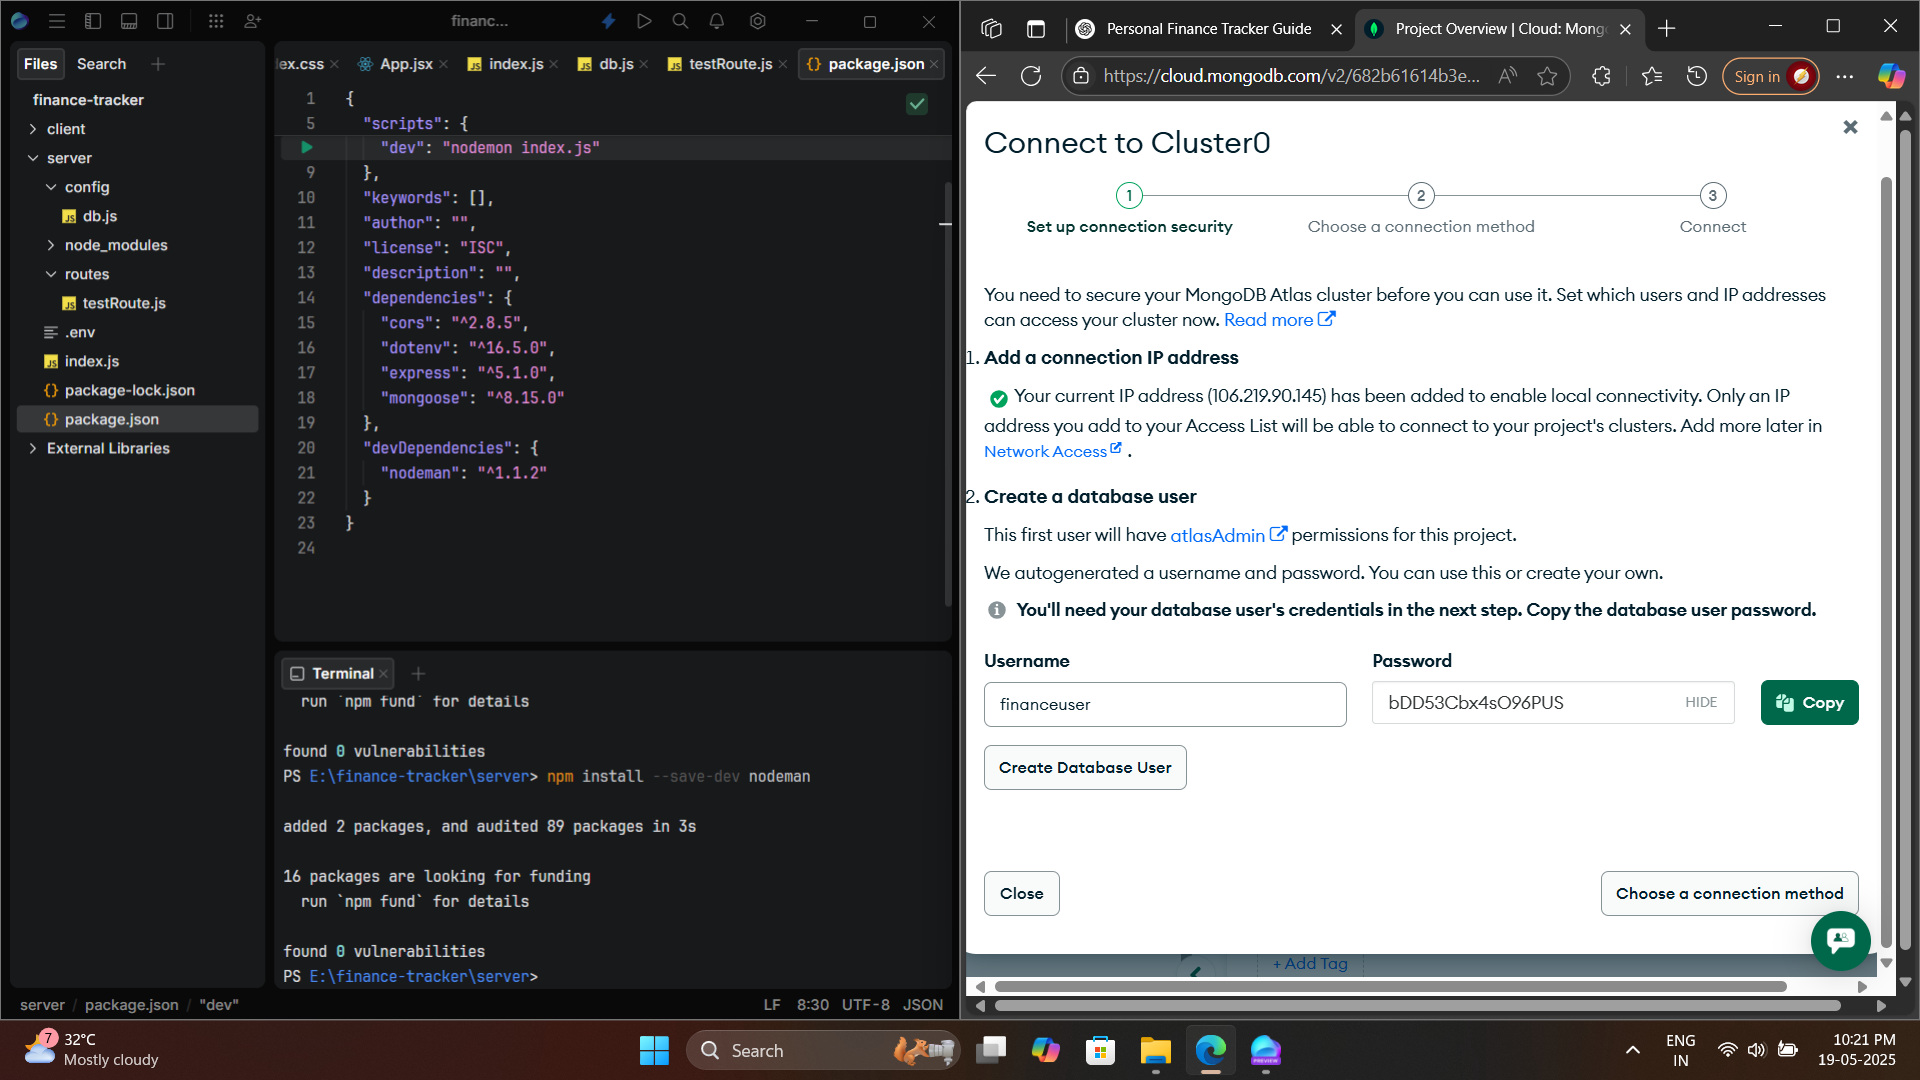 financ...
Files
Search
finance-tracker
client
server
config
db.js
node_modules
routes
testRoute.js
.env
index.js
package-lock.json
package.json
External Libraries
ex.css
App.jsx
index.js
db.js
testRoute.js
package.json
1 {
5 "scripts": {
"dev": "nodemon index.js"
9 },
10 "keywords": [],
11 "author": "",
12 "license": "ISC",
13 "description": "",
14 "dependencies": {
15 "cors": "^2.8.5",
16 "dotenv": "^16.5.0",
17 "express": "^5.1.0",
18 "mongoose": "^8.15.0"
19 },
20 "devDependencies": {
21 "nodeman": "^1.1.2"
22 }
23 }
24
Terminal
run `npm fund` for details
found 0 vulnerabilities
PS E:\finance-tracker\server> npm install --save-dev nodeman
added 2 packages, and audited 89 packages in 3s
16 packages are looking for funding
run `npm fund` for details
found 0 vulnerabilities
PS E:\finance-tracker\server>
server / package.json / "dev"
LF 8:30 UTF-8 JSON
Personal Finance Tracker Guide
Project Overview | Cloud: Mong
https://cloud.mongodb.com/v2/682b61614b3e...
Sign in
Connect to Cluster0
1
2
3
Set up connection security
Choose a connection method
Connect
You need to secure your MongoDB Atlas cluster before you can use it. Set which users and IP addresses
can access your cluster now. Read more
1. Add a connection IP address
Your current IP address (106.219.90.145) has been added to enable local connectivity. Only an IP
address you add to your Access List will be able to connect to your project's clusters. Add more later in
Network Access .
2. Create a database user
This first user will have atlasAdmin permissions for this project.
We autogenerated a username and password. You can use this or create your own.
You'll need your database user's credentials in the next step. Copy the database user password.
Username
Password
financeuser
bDD53Cbx4sO96PUS
HIDE
Copy
Create Database User
Close
Choose a connection method
+ Add Tag
7
32°C
Mostly cloudy
Search
PREVIEW
ENG
IN
10:21 PM
19-05-2025